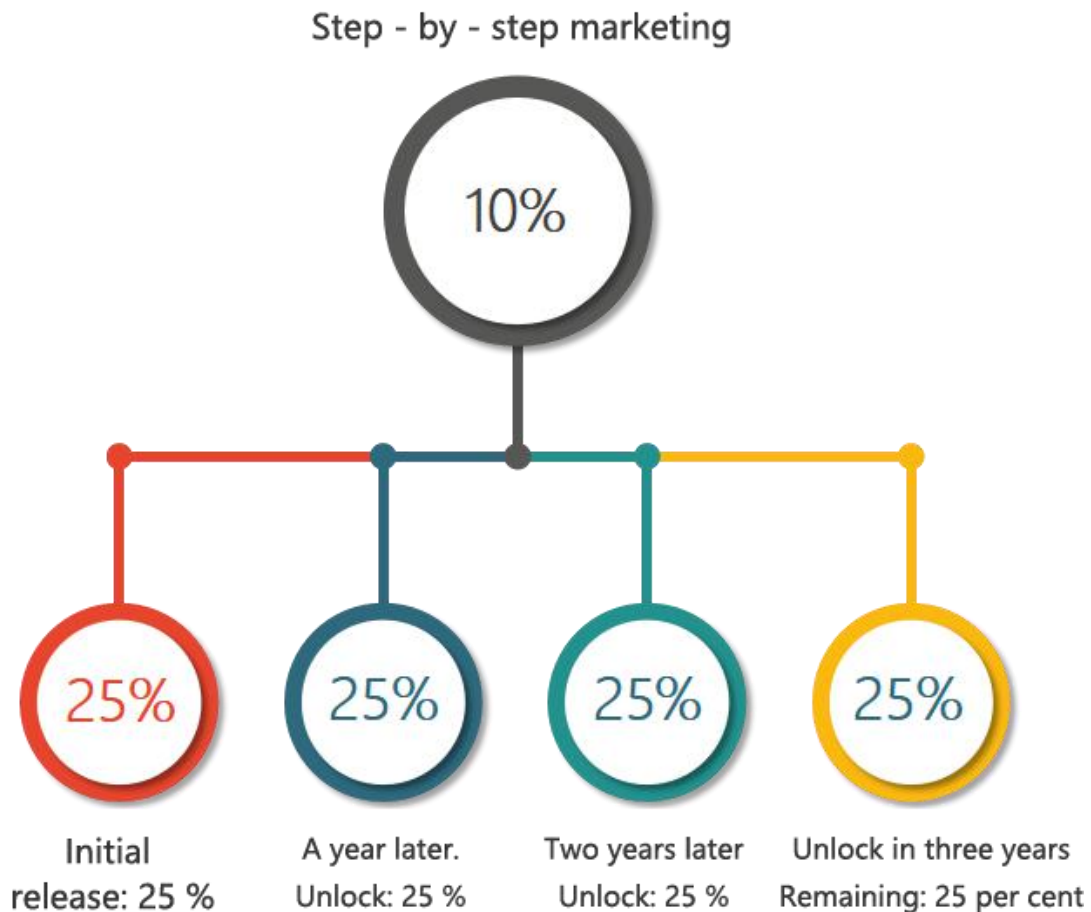 Step - by - step marketing
10%
25%
25%
25%
25%
Initial
release: 25 %
A year later.
Unlock: 25 %
Two years later
Unlock: 25 %
Unlock in three years
Remaining: 25 per cent